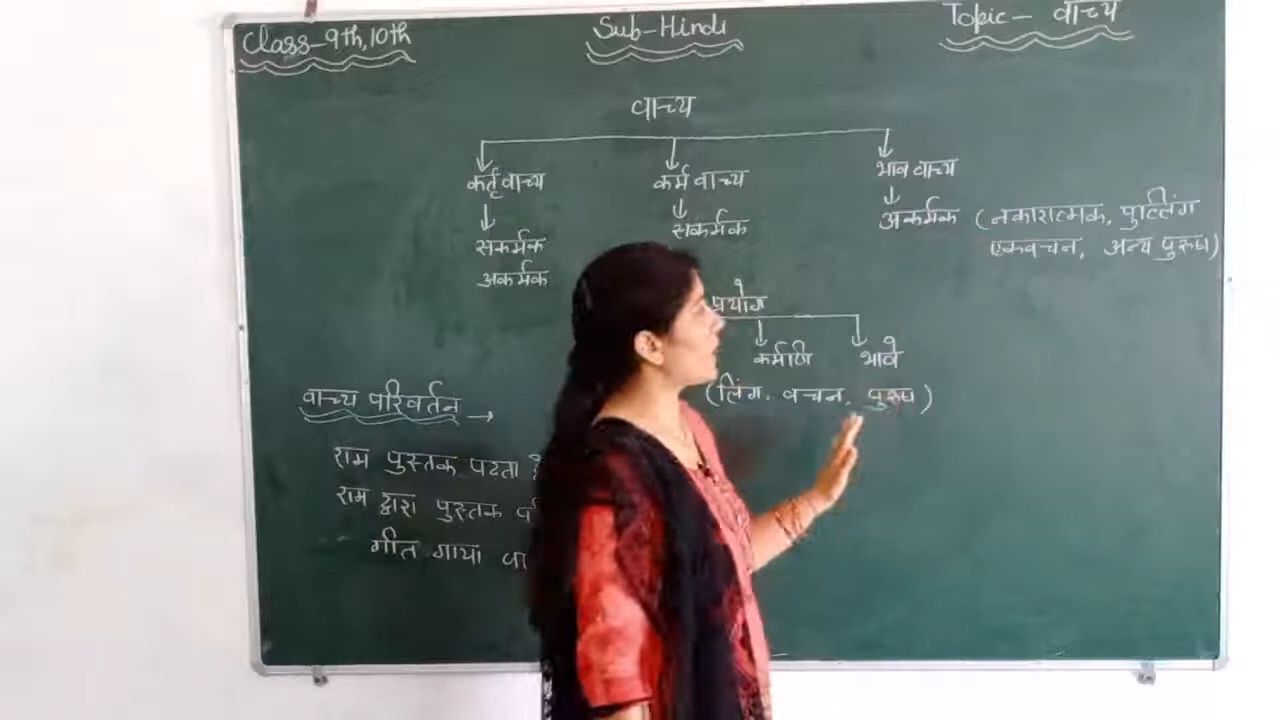 Class-9th,10th
Sub-Hindi
Topic- वाच्य
वाच्य
कर्तृ वाच्य
कर्म वाच्य
भाव वाच्य
सकर्मक
अकर्मक
सकर्मक
अकर्मक (नकारात्मक, पुल्लिंग
एकवचन, अन्य पुरुष)
प्रयोग
कर्मणि
भावे
(लिंग, वचन, पुरुष)
वाच्य परिवर्तन →
राम पुस्तक पढ़ता
राम द्वारा पुस्तक
गीत गाया